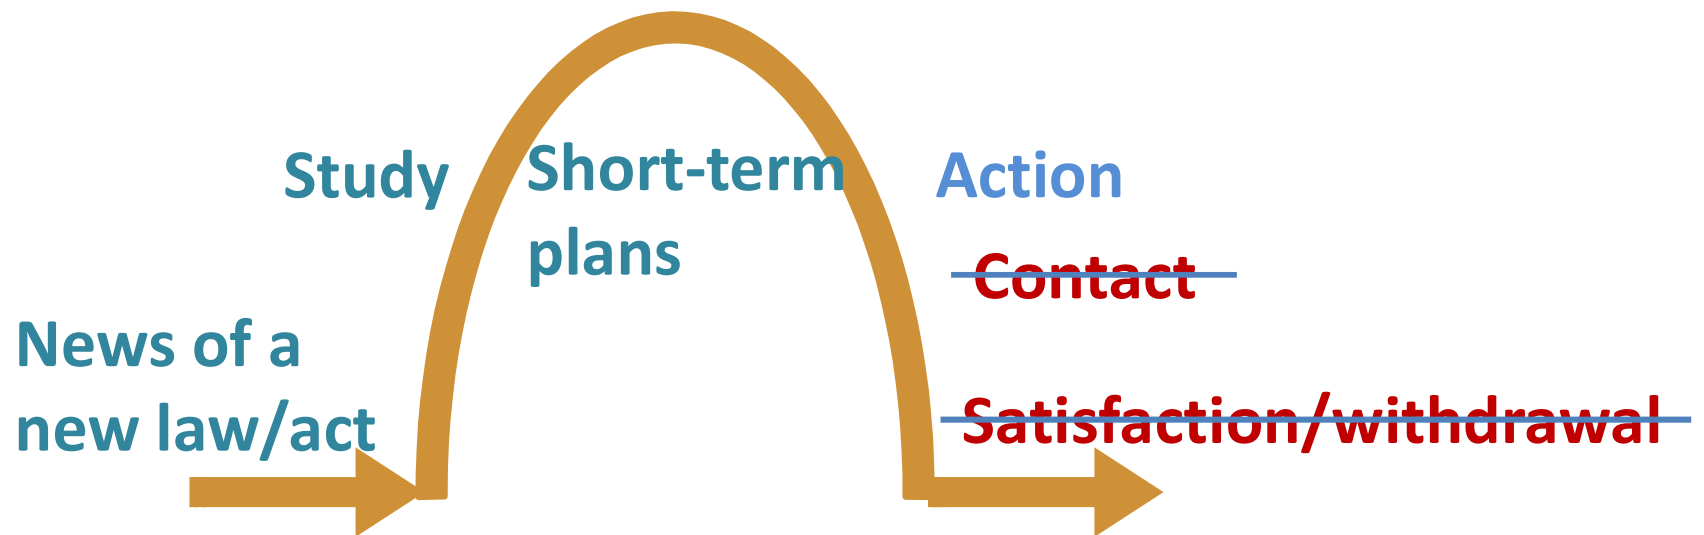 News of a
new law/act
Study
Short-term
plans
Action
Contact
Satisfaction/withdrawal